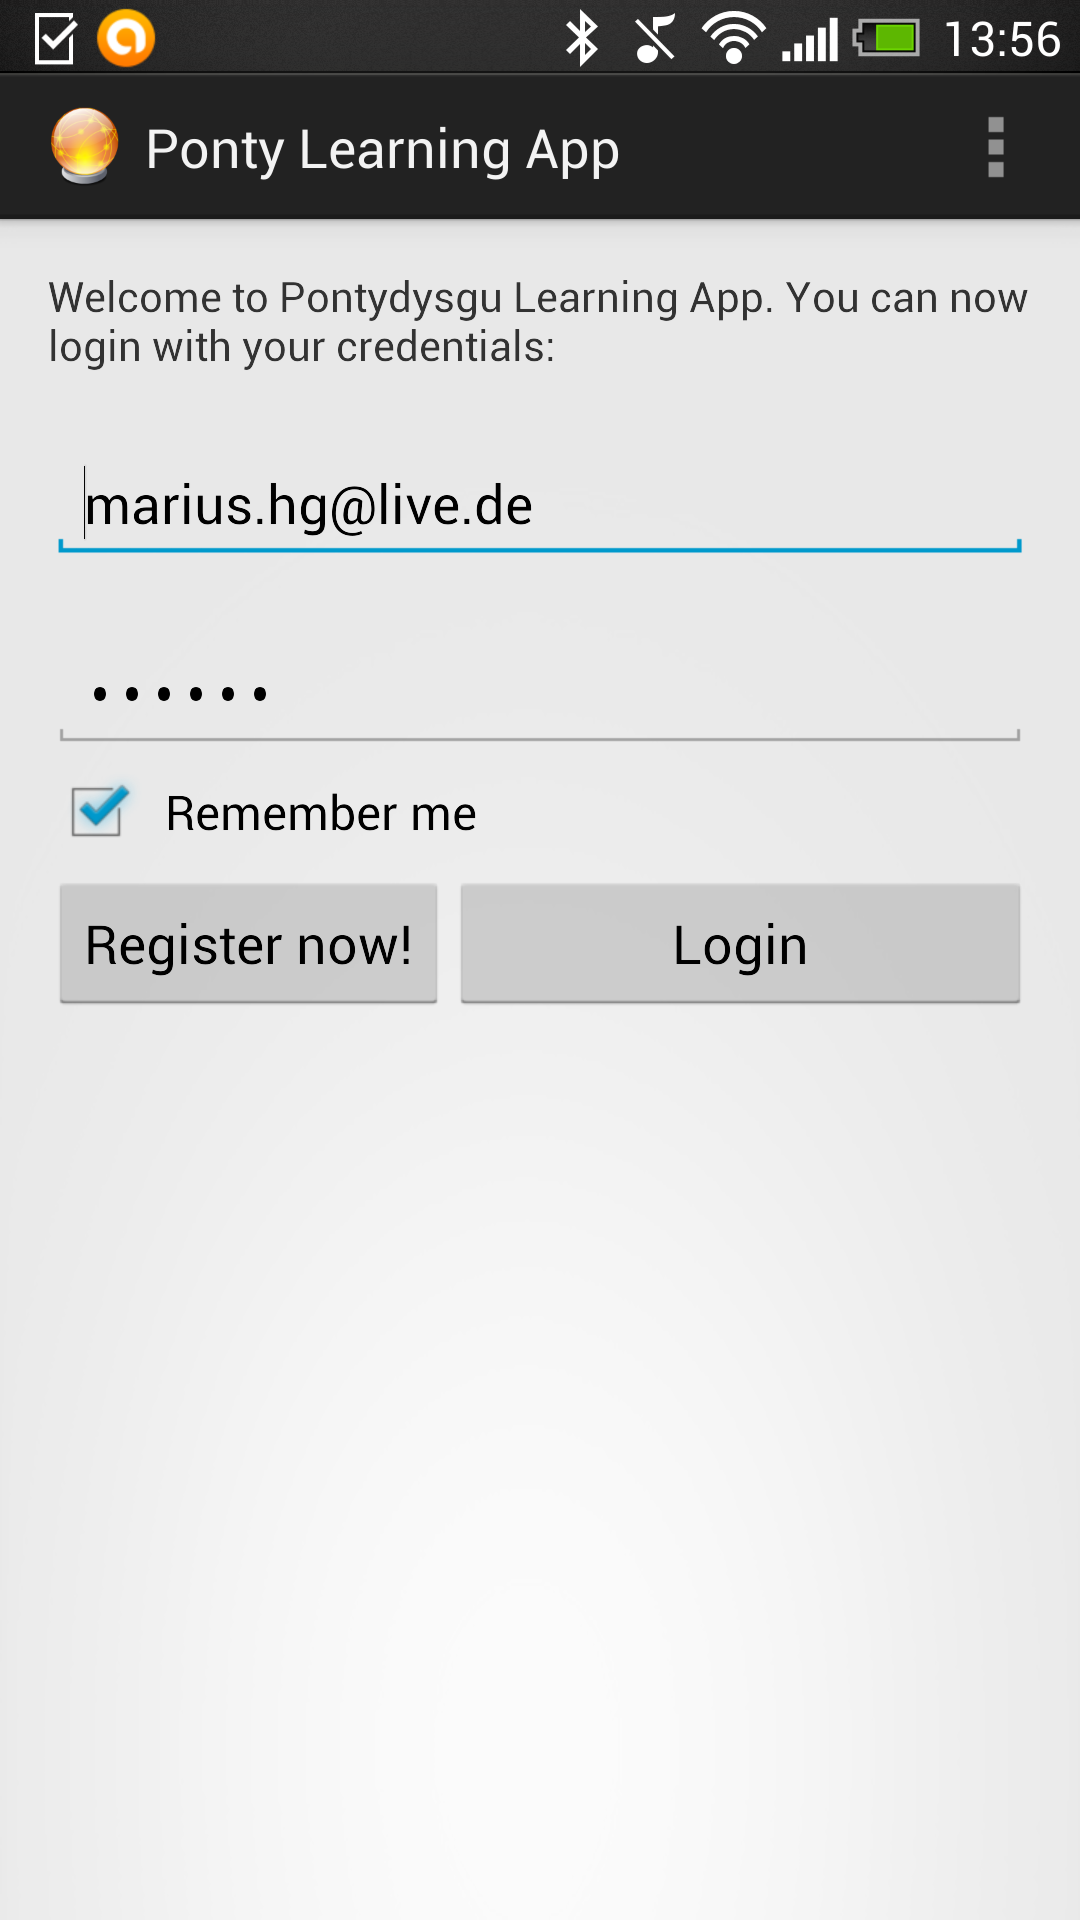 13:56
Ponty Learning App
Welcome to Pontydysgu Learning App. You can now
login with your credentials:
marius.hg@live.de
••••••
Remember me
Register now! Login